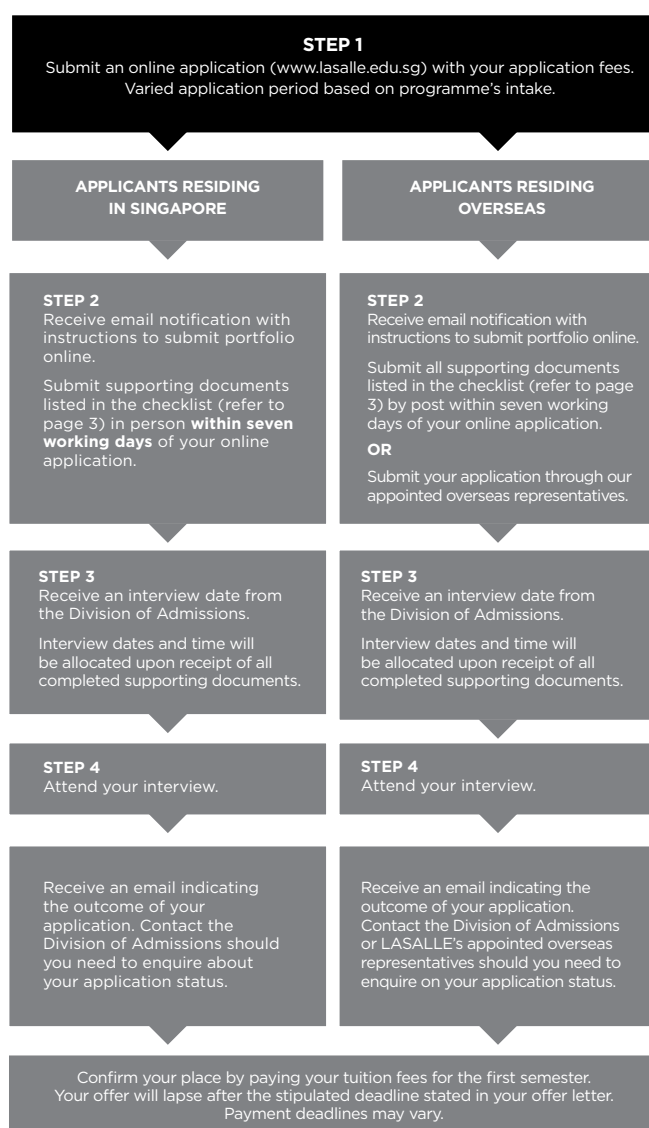 STEP 1
Submit an online application (www.lasalle.edu.sg) with your application fees.
Varied application period based on programme's intake.
APPLICANTS RESIDING
IN SINGAPORE
APPLICANTS RESIDING
OVERSEAS
STEP 2
Receive email notification with
instructions to submit portfolio
online.
Submit supporting documents
listed in the checklist (refer to
page 3) in person within seven
working days of your online
application.
STEP 2
Receive email notification with
instructions to submit portfolio online.
Submit all supporting documents
listed in the checklist (refer to page
3) by post within seven working
days of your online application.
OR
Submit your application through our
appointed overseas representatives.
STEP 3
Receive an interview date from
the Division of Admissions.
Interview dates and time will
be allocated upon receipt of all
completed supporting documents.
STEP 3
Receive an interview date from
the Division of Admissions.
Interview dates and time will
be allocated upon receipt of all
completed supporting documents.
STEP 4
Attend your interview.
STEP 4
Attend your interview.
Receive an email indicating
the outcome of your
application. Contact the
Division of Admissions should
you need to enquire about
your application status.
Receive an email indicating the
outcome of your application.
Contact the Division of Admissions
or LASALLE's appointed overseas
representatives should you need to
enquire on your application status.
Confirm your place by paying your tuition fees for the first semester.
Your offer will lapse after the stipulated deadline stated in your offer letter.
Payment deadlines may vary.